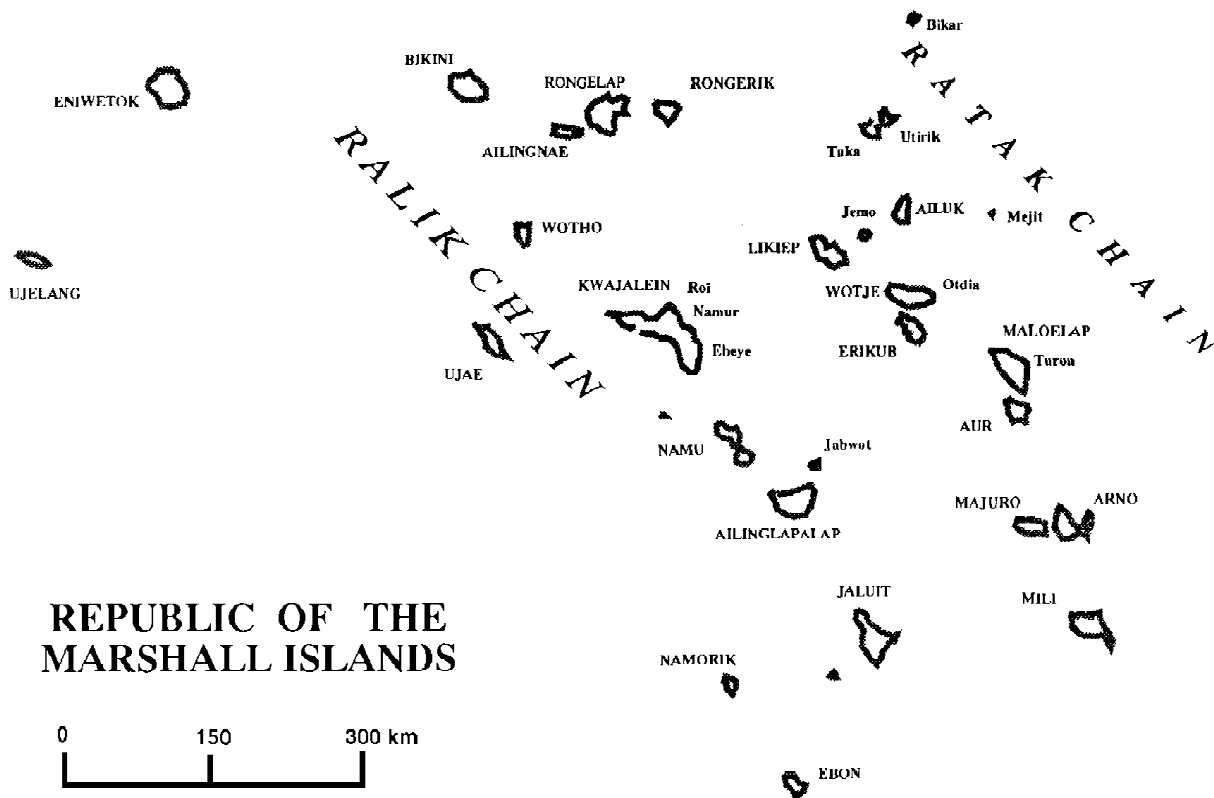 Bikar
BIKINI
RONGELAP
RONGERIK
ENIWETOK
AILINGNAE
Tuka
Utirik
RATAK CHAIN
RALIK CHAIN
WOTHO
Jemo
AILUK
Mejit
LIKIEP
UJELANG
KWAJALEIN
Roi
Namur
Ebeye
WOTJE
Otdia
ERIKUB
MALOELAP
Turoa
UJAE
AUR
NAMU
Jabwot
AILINGLAPALAP
MAJURO
ARNO
JALUIT
MILI
NAMORIK
EBON
REPUBLIC OF THE
MARSHALL ISLANDS
0 150 300 km